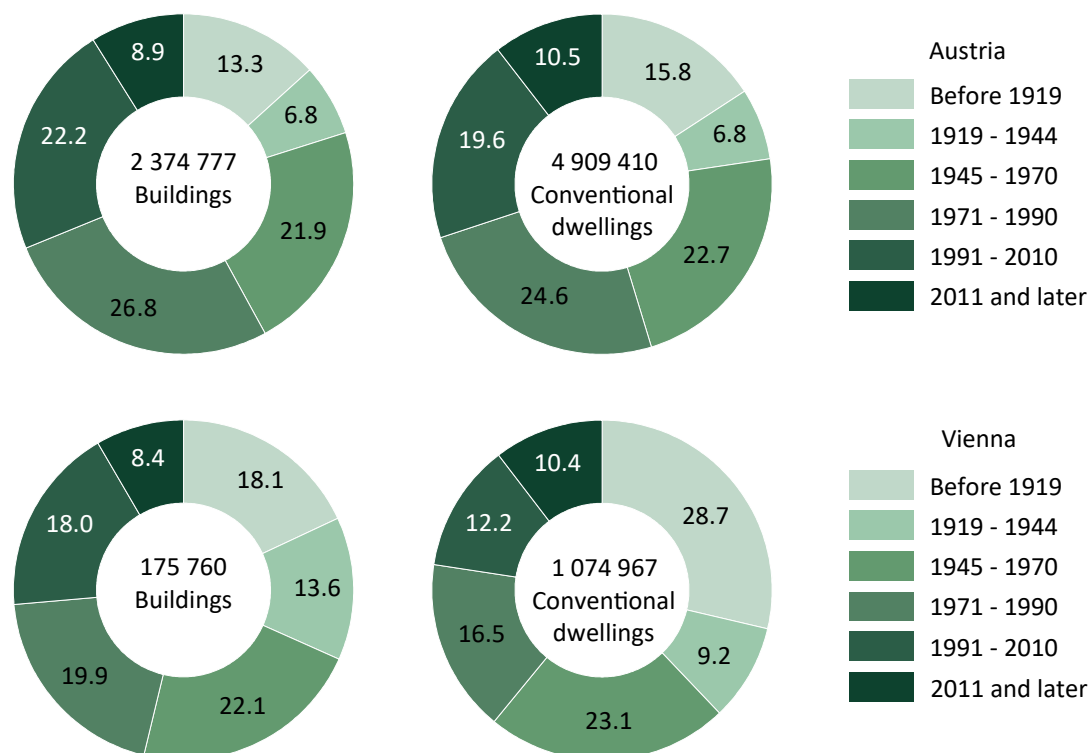 8.9
13.3
6.8
22.2
21.9
26.8
2 374 777
Buildings
10.5
15.8
6.8
19.6
22.7
24.6
4 909 410
Conventional
dwellings
Austria
Before 1919
1919 - 1944
1945 - 1970
1971 - 1990
1991 - 2010
2011 and later
8.4
18.1
18.0
13.6
19.9
22.1
175 760
Buildings
10.4
28.7
12.2
16.5
9.2
23.1
1 074 967
Conventional
dwellings
Vienna
Before 1919
1919 - 1944
1945 - 1970
1971 - 1990
1991 - 2010
2011 and later